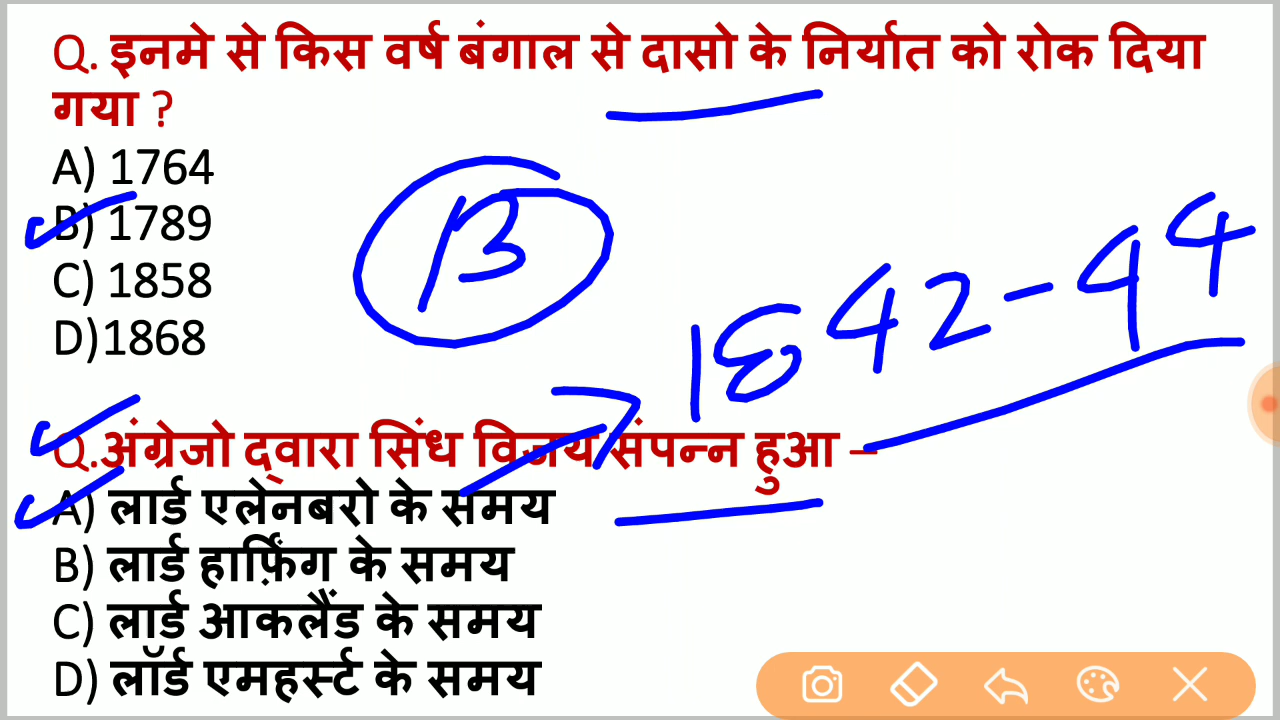 Q. इनमे से किस वर्ष बंगाल से दासो के निर्यात को रोक दिया
गया ?
A) 1764
B) 1789
C) 1858
D)1868
B
1842-44
Q.अंग्रेजो द्वारा सिंध विजय संपन्न हुआ –
A) लार्ड एलेनबरो के समय
B) लार्ड हार्फ़िंग के समय
C) लार्ड आकलैंड के समय
D) लॉर्ड एमहर्स्ट के समय